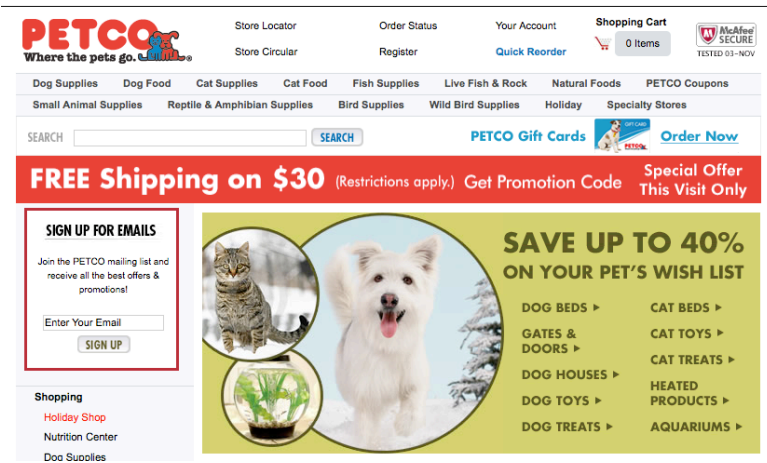 PETCO
Where the pets go.
Store Locator
Order Status
Your Account
Shopping Cart
Store Circular
Register
Quick Reorder
0 Items
McAfee
SECURE
TESTED 03-NOV
Dog Supplies
Dog Food
Cat Supplies
Cat Food
Fish Supplies
Live Fish & Rock
Natural Foods
PETCO Coupons
Small Animal Supplies
Reptile & Amphibian Supplies
Bird Supplies
Wild Bird Supplies
Holiday
Specialty Stores
SEARCH
SEARCH
PETCO Gift Cards
GIFT CARD
PETCO
Order Now
FREE Shipping on $30 (Restrictions apply.) Get Promotion Code
Special Offer
This Visit Only
SIGN UP FOR EMAILS
Join the PETCO mailing list and
receive all the best offers &
promotions!
Enter Your Email
SIGN UP
Shopping
Holiday Shop
Nutrition Center
Dog Supplies
SAVE UP TO 40%
ON YOUR PET'S WISH LIST
DOG BEDS
GATES &
DOORS
DOG HOUSES
DOG TOYS
DOG TREATS
CAT BEDS
CAT TOYS
CAT TREATS
HEATED
PRODUCTS
AQUARIUMS